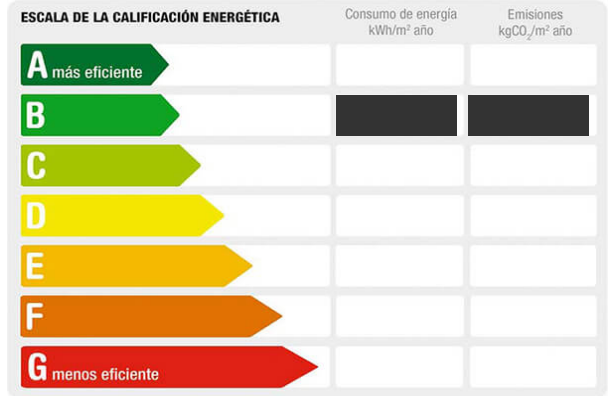 ESCALA DE LA CALIFICACIÓN ENERGÉTICA
Consumo de energía
kWh/m² año
Emisiones
kgCO₂/m² año
A más eficiente
B
C
D
E
F
G menos eficiente